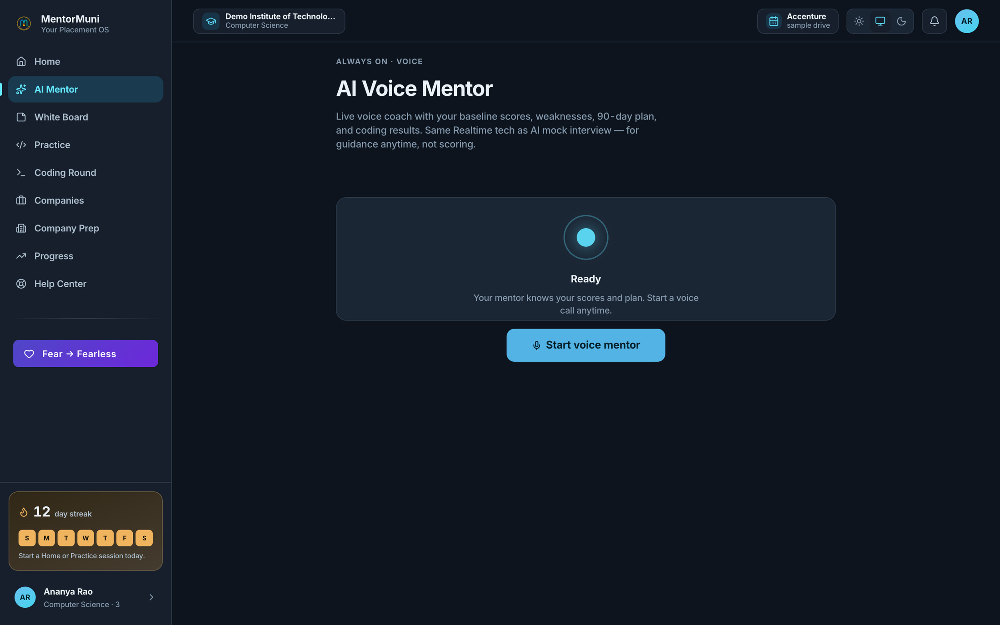 MentorMuni
Your Placement OS
Home
AI Mentor
White Board
Practice
Coding Round
Companies
Company Prep
Progress
Help Center
Fear → Fearless
12 day streak
S M T W T F S
Start a Home or Practice session today.
AR
Ananya Rao
Computer Science · 3
Demo Institute of Technolo...
Computer Science
Accenture
sample drive
AR
ALWAYS ON · VOICE
AI Voice Mentor
Live voice coach with your baseline scores, weaknesses, 90-day plan,
and coding results. Same Realtime tech as AI mock interview — for
guidance anytime, not scoring.
Ready
Your mentor knows your scores and plan. Start a voice
call anytime.
Start voice mentor